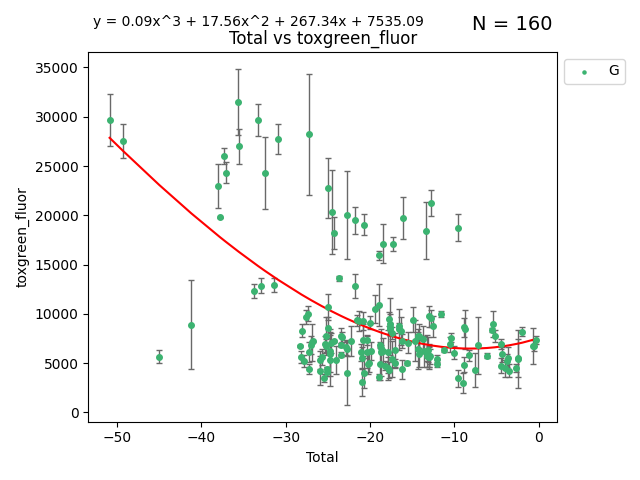 y = 0.09x^3 + 17.56x^2 + 267.34x + 7535.09
N = 160
Total vs toxgreen_fluor
G
35000
30000
25000
20000
15000
10000
5000
0
toxgreen_fluor
−50 −40 −30 −20 −10 0
Total